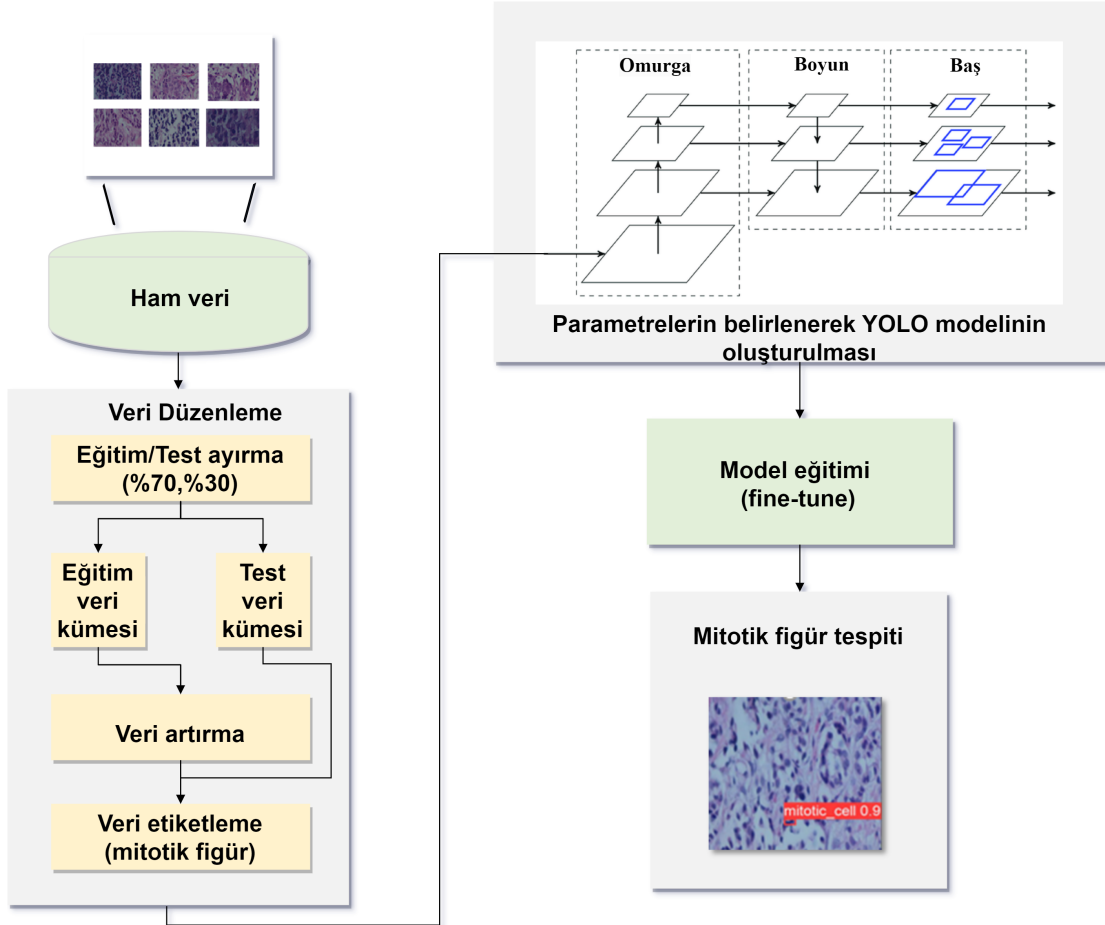 Ham veri
Veri Düzenleme
Eğitim/Test ayırma
(%70,%30)
Eğitim
veri
kümesi
Test
veri
kümesi
Veri artırma
Veri etiketleme
(mitotik figür)
Omurga
Boyun
Baş
Parametrelerin belirlenerek YOLO modelinin
oluşturulması
Model eğitimi
(fine-tune)
Mitotik figür tespiti
mitotic_cell 0.9